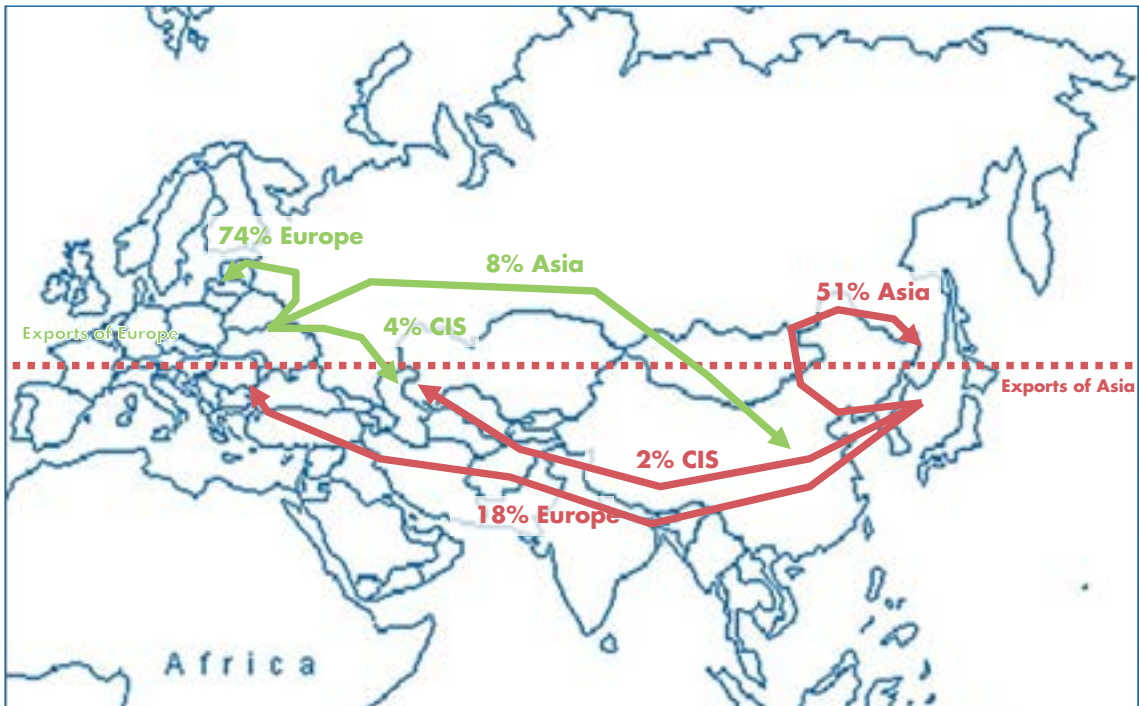 74% Europe
8% Asia
51% Asia
4% CIS
Exports of Europe
Exports of Asia
2% CIS
18% Europe
Africa